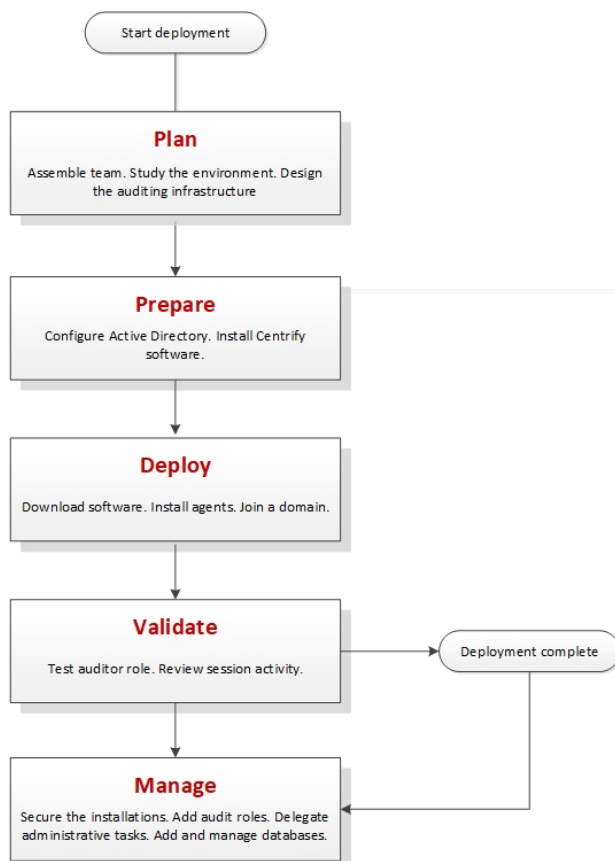 Start deployment
Plan
Assemble team. Study the environment. Design
the auditing infrastructure
Prepare
Configure Active Directory. Install Centrify
software.
Deploy
Download software. Install agents. Join a domain.
Validate
Test auditor role. Review session activity.
Deployment complete
Manage
Secure the installations. Add audit roles. Delegate
administrative tasks. Add and manage databases.